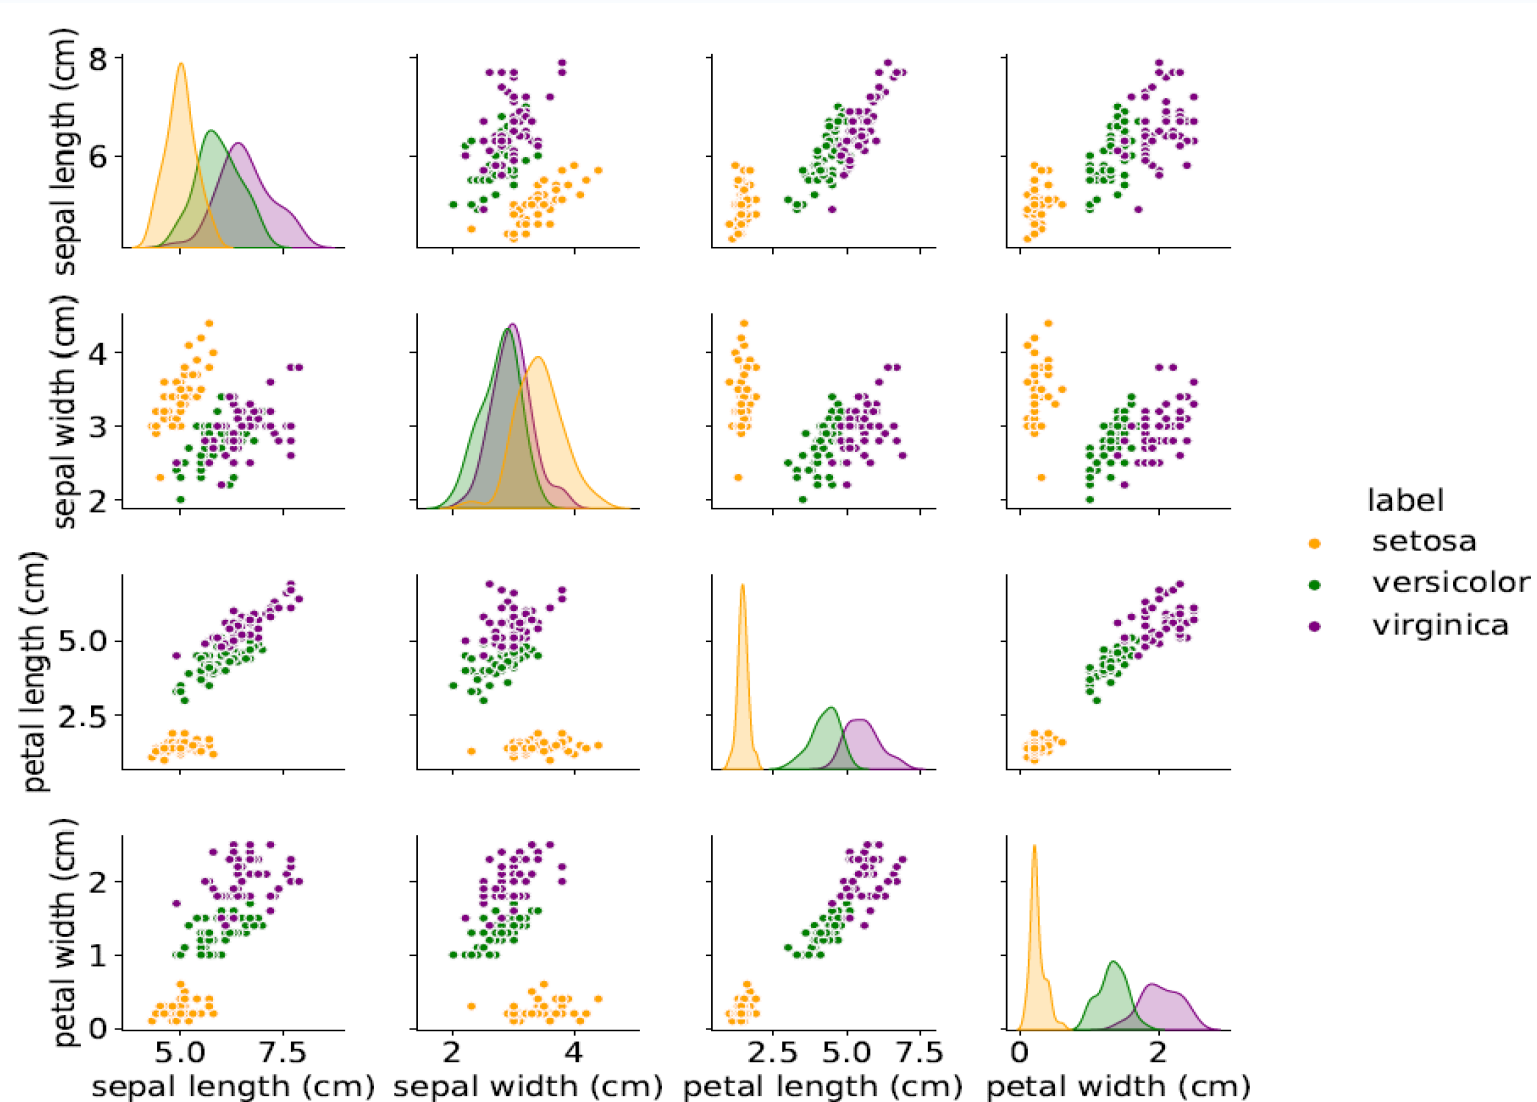 sepal length (cm)
8
6
sepal width (cm)
4
3
2
petal length (cm)
5.0
2.5
petal width (cm)
2
1
0
5.0 7.5
2 4
2.5 5.0 7.5
0 2
sepal length (cm)
sepal width (cm)
petal length (cm)
petal width (cm)
label
setosa
versicolor
virginica